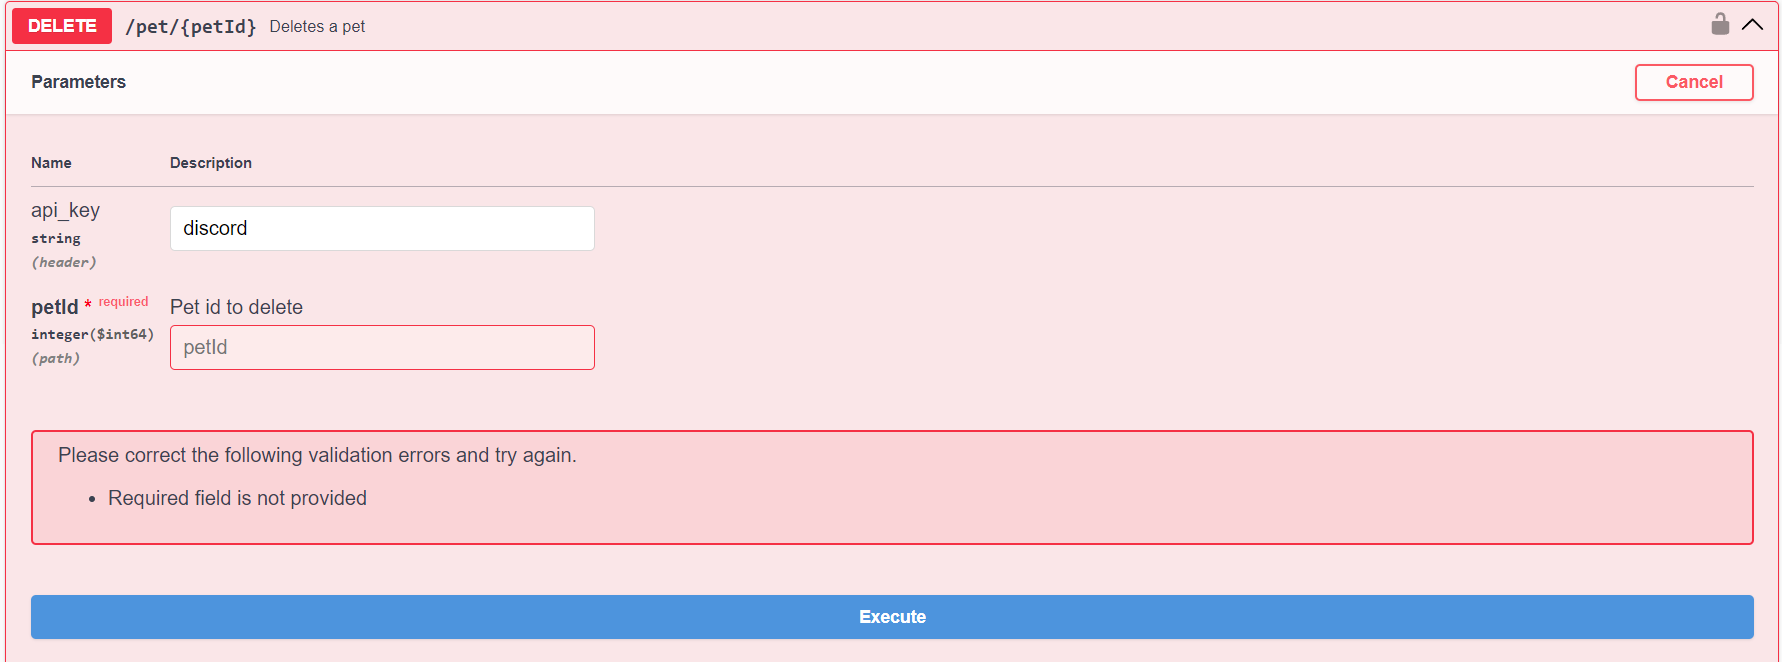 DELETE /pet/{petId} Deletes a pet
Parameters Cancel
Name Description
api_key
string
(header)
discord
petId * required
integer($int64)
(path)
Pet id to delete
petId
Please correct the following validation errors and try again.
• Required field is not provided
Execute